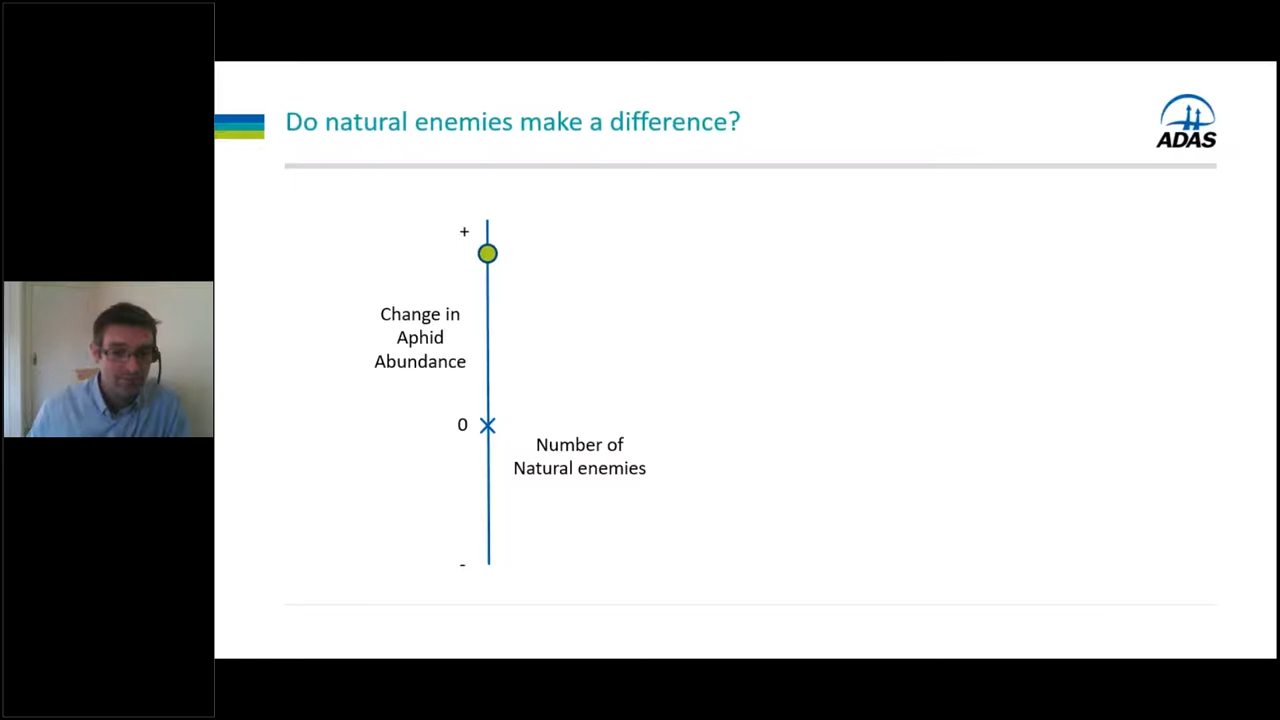 Do natural enemies make a difference?
ADAS
+
Change in
Aphid
Abundance
0
Number of
Natural enemies
-